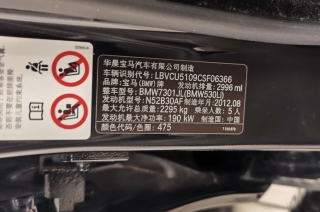 华晨宝马汽车有限公司制造
车辆识别代号: LBVCU5109CSF06366
品牌: 宝马(BMW牌) 发动机排量: 2996 ml
整车型号: BMW7301JL(BMW530Li)
发动机型号: N52B30AF 制造年月: 2012.08
最大允许总质量: 2295 kg 乘坐人数: 5人
发动机最大净功率: 190 kW 制造国: 中国
颜色代码: 475